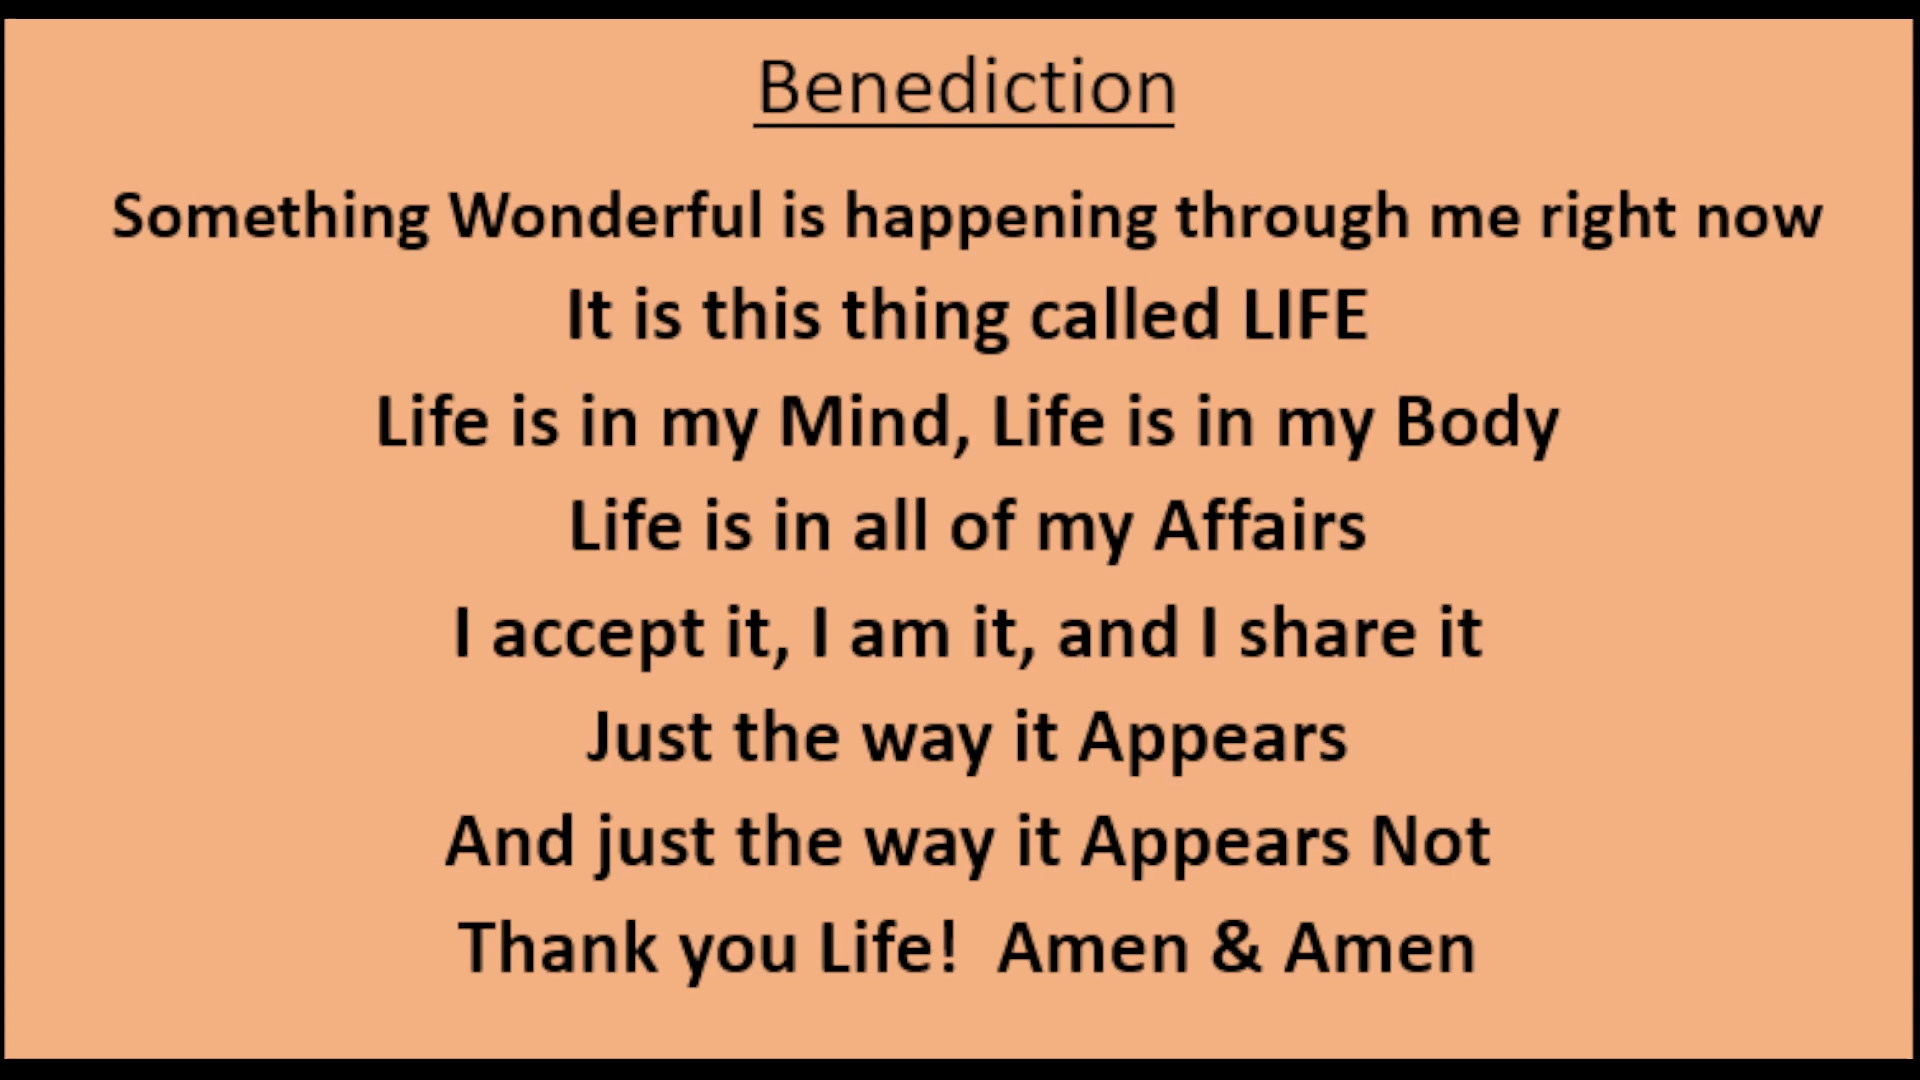 Benediction
Something Wonderful is happening through me right now
It is this thing called LIFE
Life is in my Mind, Life is in my Body
Life is in all of my Affairs
I accept it, I am it, and I share it
Just the way it Appears
And just the way it Appears Not
Thank you Life!  Amen & Amen